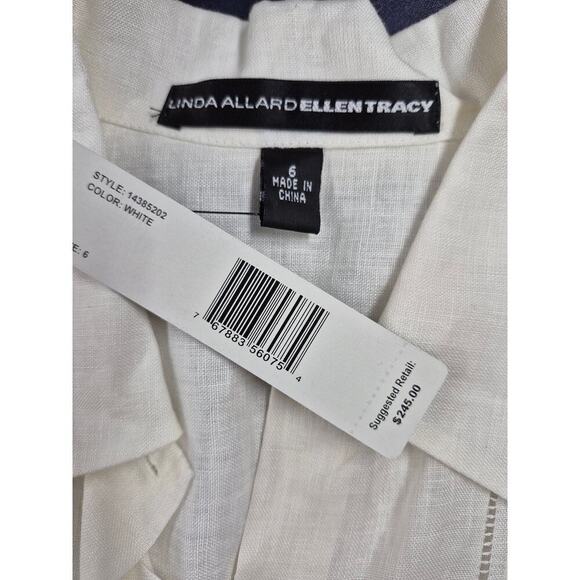 LINDA ALLARD ELLEN TRACY
6
MADE IN
CHINA
STYLE: 14385202
COLOR: WHITE
: 6
7 67883 56075 4
Suggested Retail:
$245.00